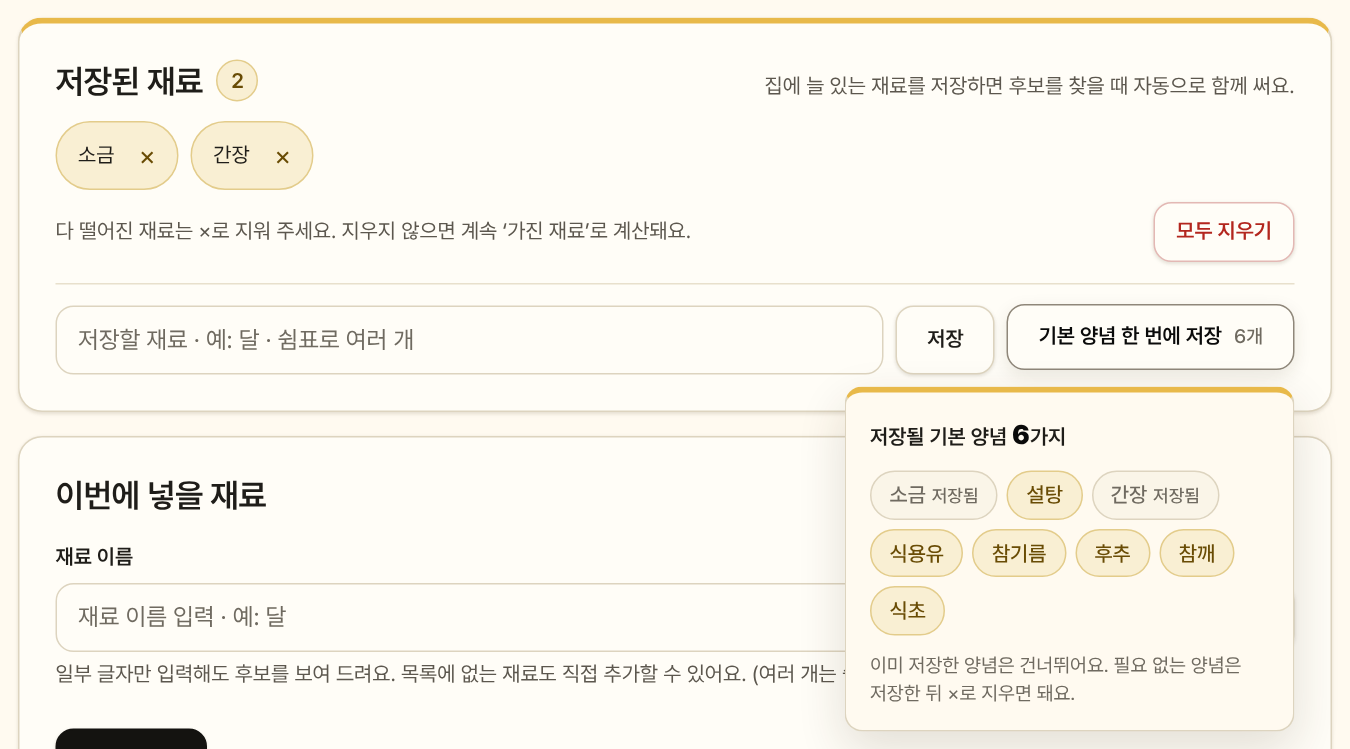 저장된 재료 2
집에 늘 있는 재료를 저장하면 후보를 찾을 때 자동으로 함께 써요.
소금 × 간장 ×
다 떨어진 재료는 ×로 지워 주세요. 지우지 않으면 계속 ‘가진 재료’로 계산돼요.
모두 지우기
저장할 재료 · 예: 달 · 쉼표로 여러 개
저장
기본 양념 한 번에 저장 6개
저장될 기본 양념 6가지
소금 저장됨 설탕 간장 저장됨
식용유 참기름 후추 참깨
식초
이미 저장한 양념은 건너뛰어요. 필요 없는 양념은
저장한 뒤 ×로 지우면 돼요.
이번에 넣을 재료
재료 이름
재료 이름 입력 · 예: 달
일부 글자만 입력해도 후보를 보여 드려요. 목록에 없는 재료도 직접 추가할 수 있어요. (여러 개는